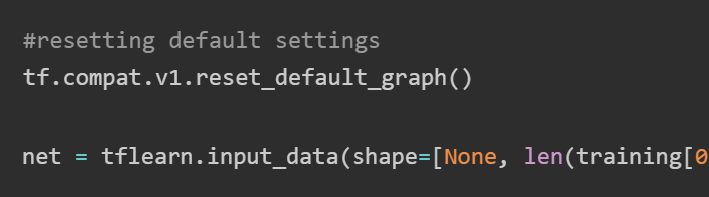 #resetting default settings
tf.compat.v1.reset_default_graph()
net = tflearn.input_data(shape=[None, len(training[0